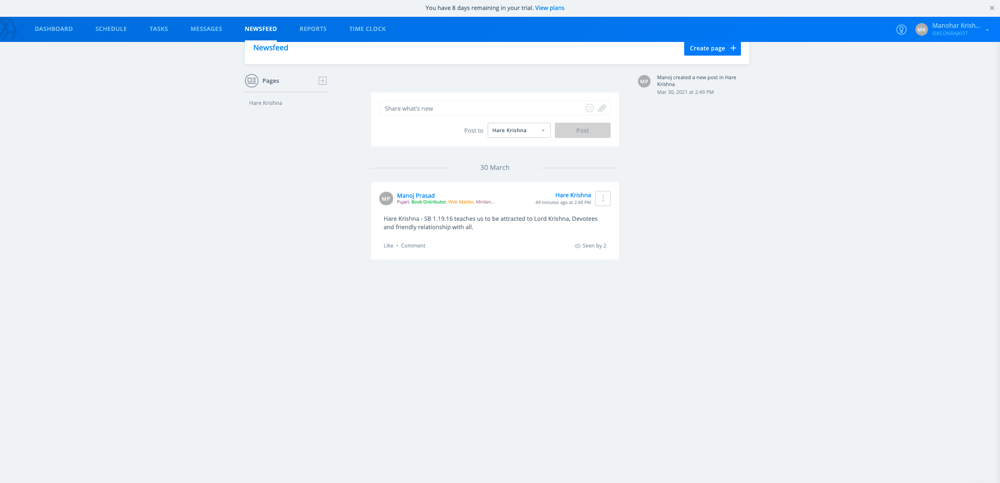 You have 8 days remaining in your trial. View plans
DASHBOARD SCHEDULE TASKS MESSAGES NEWSFEED REPORTS TIME CLOCK
MK Manohar Krish...
ISKCONRAJKOT
Newsfeed
Create page
Pages
Hare Krishna
Share what's new
Post to Hare Krishna Post
30 March
MP Manoj Prasad Hare Krishna
Pujari, Book Distributor, Web Master, Mridan... 49 minutes ago at 2:49 PM
Hare Krishna - SB 1.19.16 teaches us to be attracted to Lord Krishna, Devotees
and friendly relationship with all.
Like • Comment Seen by 2
MP Manoj created a new post in Hare
Krishna
Mar 30, 2021 at 2:49 PM